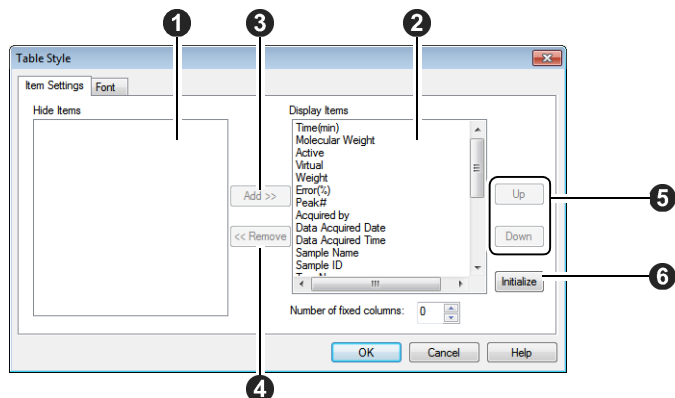 1 3 2
Table Style
Item Settings Font
Hide Items Display Items
Time(min)
Molecular Weight
Active
Virtual
Weight
Error(%)
Peak#
Acquired by
Data Acquired Date
Data Acquired Time
Sample Name
Sample ID
Add >>
<< Remove
Up
Down
5
Initialize 6
Number of fixed columns: 0
OK Cancel Help
4